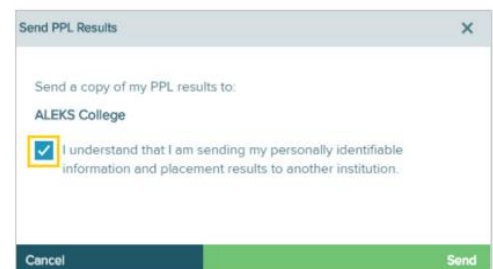 Send PPL Results
Send a copy of my PPL results to:
ALEKS College
I understand that I am sending my personally identifiable
information and placement results to another institution.
Cancel Send